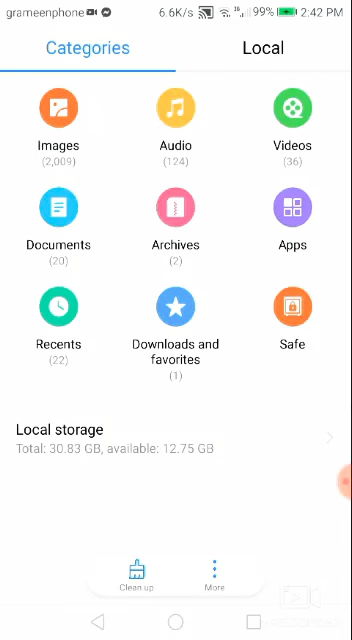 grameenphone 6.6K/s 99% 2:42 PM
Categories Local
Images Audio Videos
(2,009) (124) (36)
Documents Archives Apps
(20) (2)
Recents Downloads and favorites Safe
(22) (1)
Local storage
Total: 30.83 GB, available: 12.75 GB
Clean up More